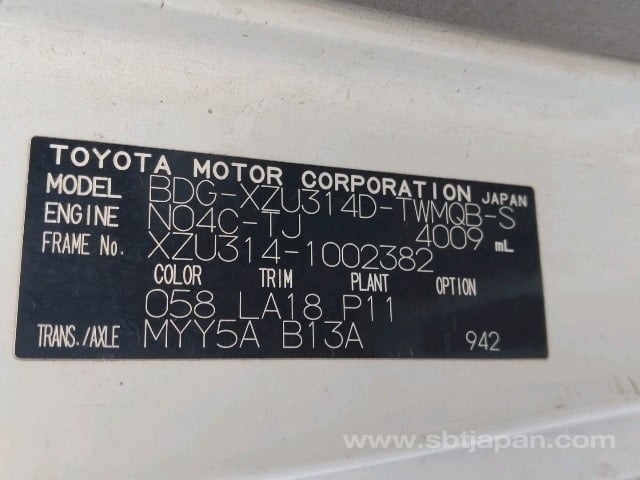 TOYOTA MOTOR CORPORATION JAPAN
MODEL BDG-XZU314D-TWMQB-S
ENGINE N04C-TJ 4009 mL
FRAME No. XZU314-1002382
COLOR TRIM PLANT OPTION
058 LA18 P11
TRANS./AXLE MYY5A B13A 942
www.sbtjapan.com